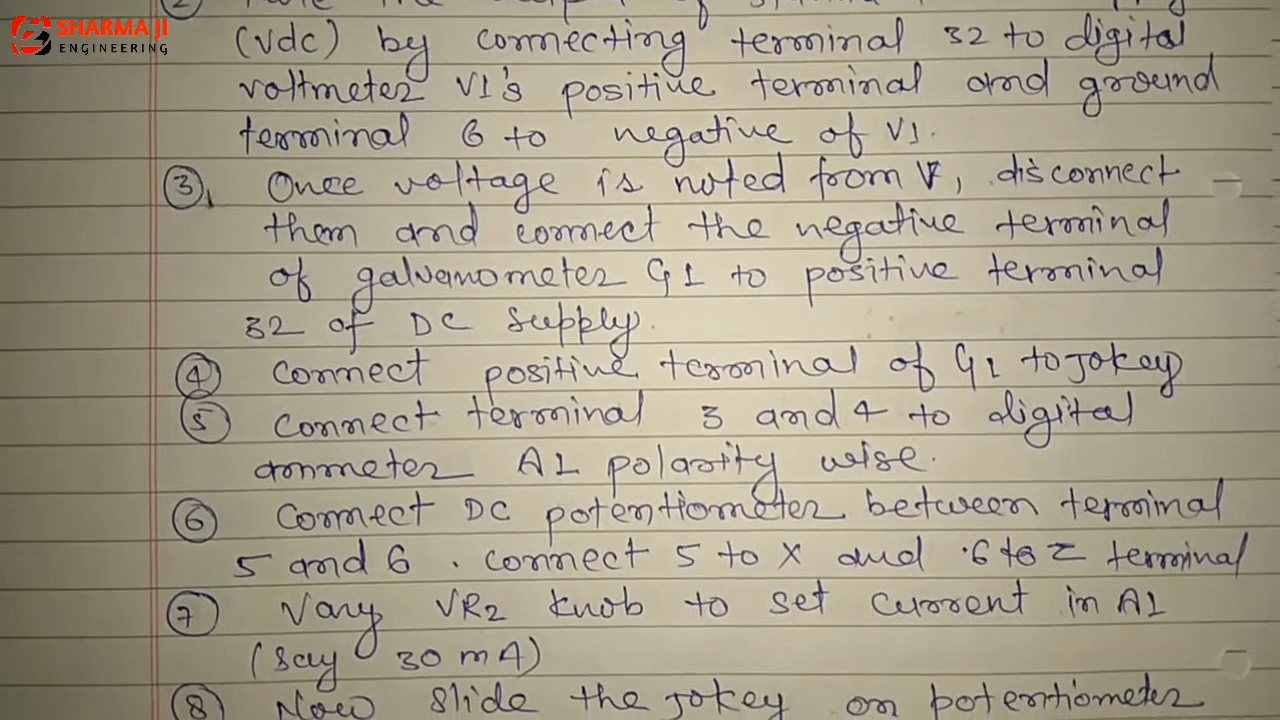 SHARMA JI
ENGINEERING
(Vdc) by connecting terminal 32 to digital
voltmeter V1's positive terminal and ground
terminal 6 to negative of V1.
③ Once voltage is noted from V, disconnect
them and connect the negative terminal
of galvanometer G1 to positive terminal
32 of DC supply.
④ Connect positive terminal of G1 to Jokey
⑤ Connect terminal 3 and 4 to digital
ammeter A1 polarity wise.
⑥ Connect DC potentiometer between terminal
5 and 6. connect 5 to X and 6 to Z terminal
⑦ Vary VR2 knob to set current in A1
(say 30 mA)
⑧ Now slide the Jokey on potentiometer